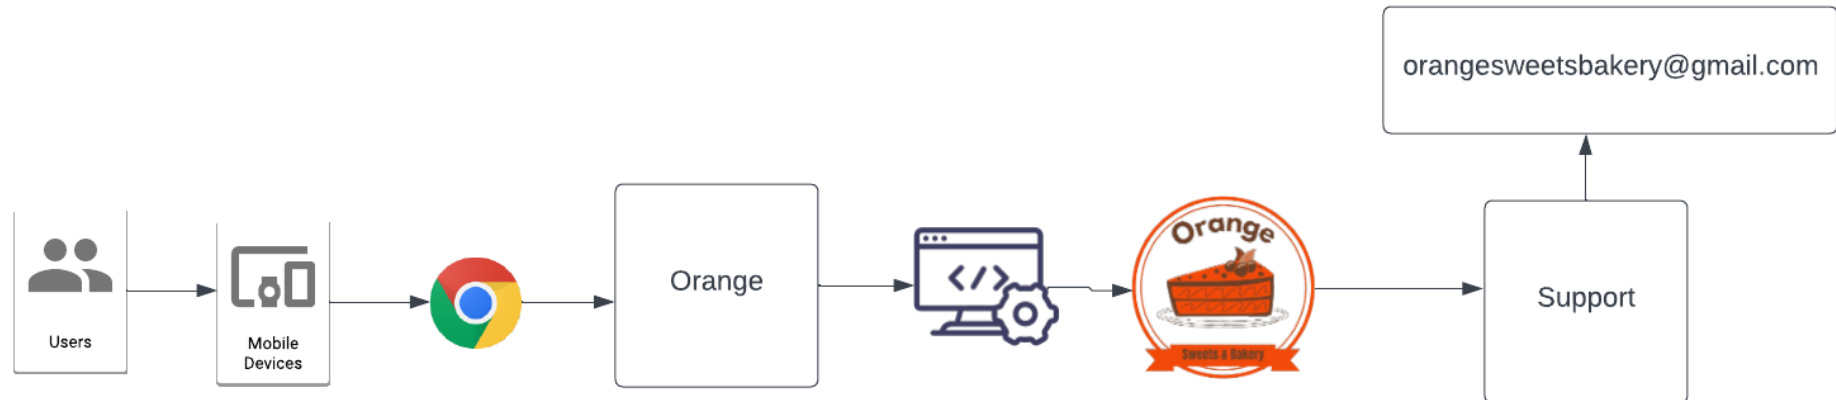 orangesweetsbakery@gmail.com
Users
Mobile
Devices
Orange
</>
Orange
Sweets & Bakery
Support